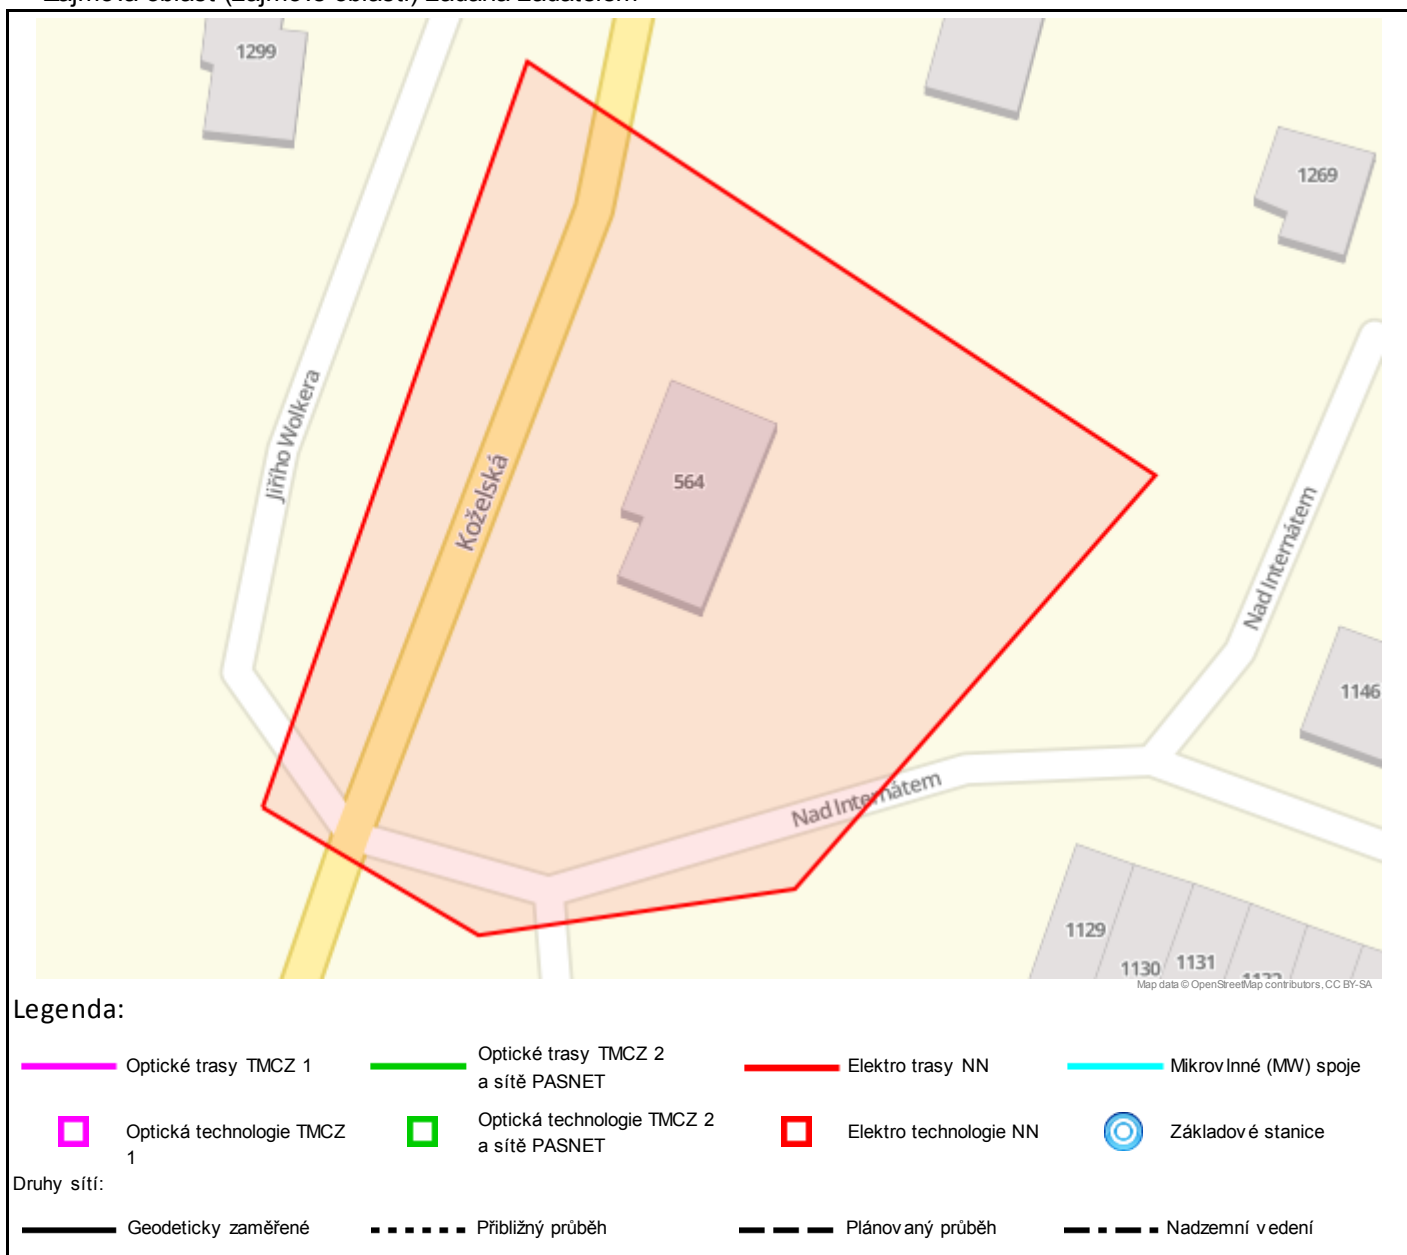 1299
1269
Jiřího Wolkera
Koželská
564
Nad Internátem
1146
Nad Internátem
1129
1130
1131
Map data © OpenStreetMap contributors, CC BY-SA
Legenda:
Optické trasy TMCZ 1
Optické trasy TMCZ 2
a sítě PASNET
Elektro trasy NN
Mikrovlnné (MW) spoje
Optická technologie TMCZ
1
Optická technologie TMCZ 2
a sítě PASNET
Elektro technologie NN
Základové stanice
Druhy sítí:
Geodeticky zaměřené
Přibližný průběh
Plánovaný průběh
Nadzemní vedení